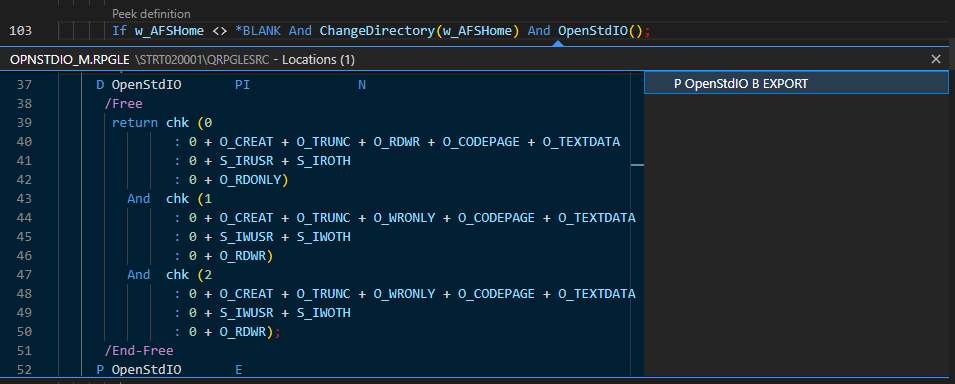 Peek definition
103 If w_AFSHome <> *BLANK And ChangeDirectory(w_AFSHome) And OpenStdIO();
OPNSTDIO_M.RPGLE \STRT020001\QRPGLESRC - Locations (1)
37 D OpenStdIO PI N
38 /Free
39 return chk (0
40 : 0 + O_CREAT + O_TRUNC + O_RDWR + O_CODEPAGE + O_TEXTDATA
41 : 0 + S_IRUSR + S_IROTH
42 : 0 + O_RDONLY)
43 And chk (1
44 : 0 + O_CREAT + O_TRUNC + O_WRONLY + O_CODEPAGE + O_TEXTDATA
45 : 0 + S_IWUSR + S_IWOTH
46 : 0 + O_RDWR)
47 And chk (2
48 : 0 + O_CREAT + O_TRUNC + O_WRONLY + O_CODEPAGE + O_TEXTDATA
49 : 0 + S_IWUSR + S_IWOTH
50 : 0 + O_RDWR);
51 /End-Free
52 P OpenStdIO E
P OpenStdIO B EXPORT